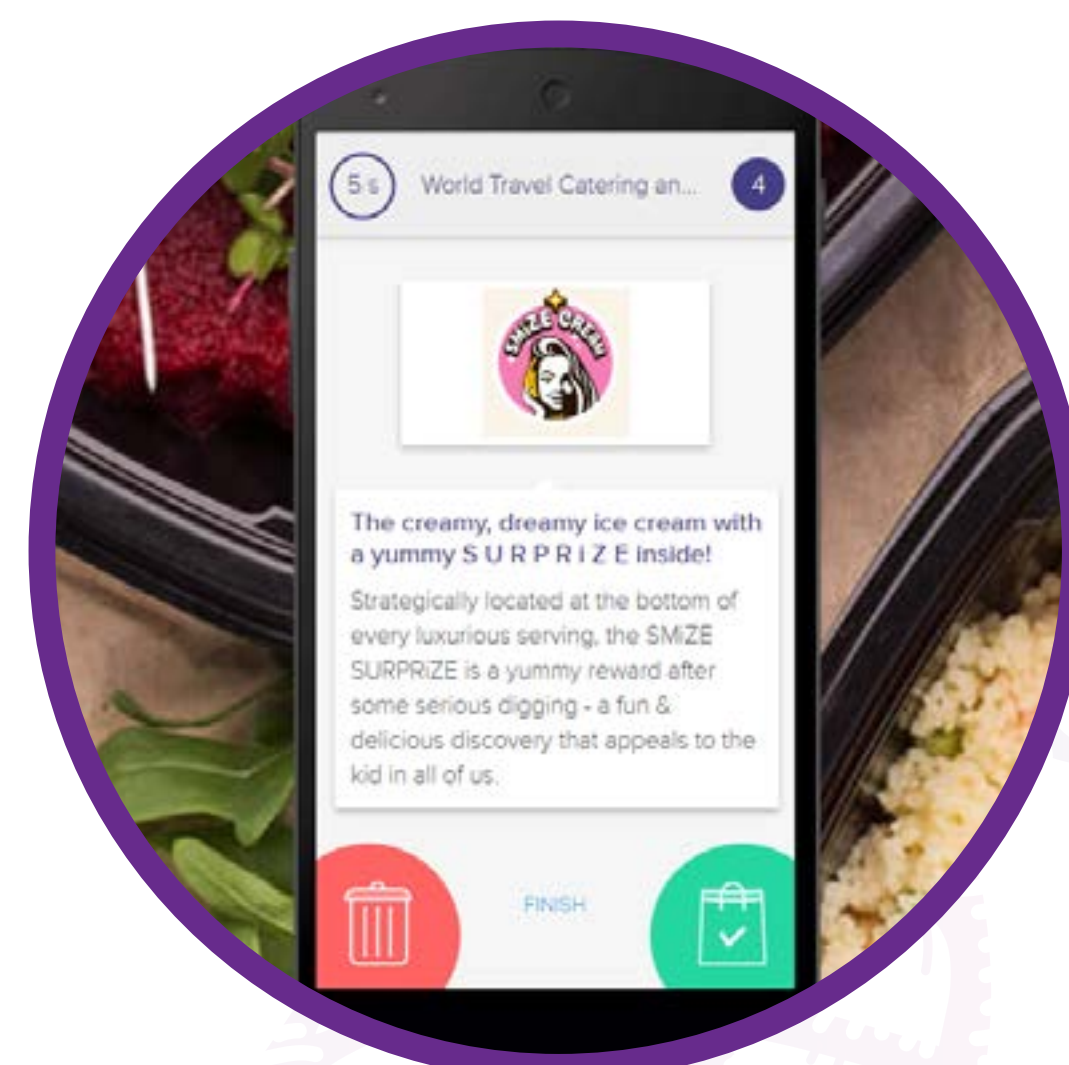 5 s
World Travel Catering an...
4
SMiZE CREAM
The creamy, dreamy ice cream with
a yummy S U R P R i Z E inside!
Strategically located at the bottom of
every luxurious serving, the SMiZE
SURPRiZE is a yummy reward after
some serious digging - a fun &
delicious discovery that appeals to the
kid in all of us.
FINISH